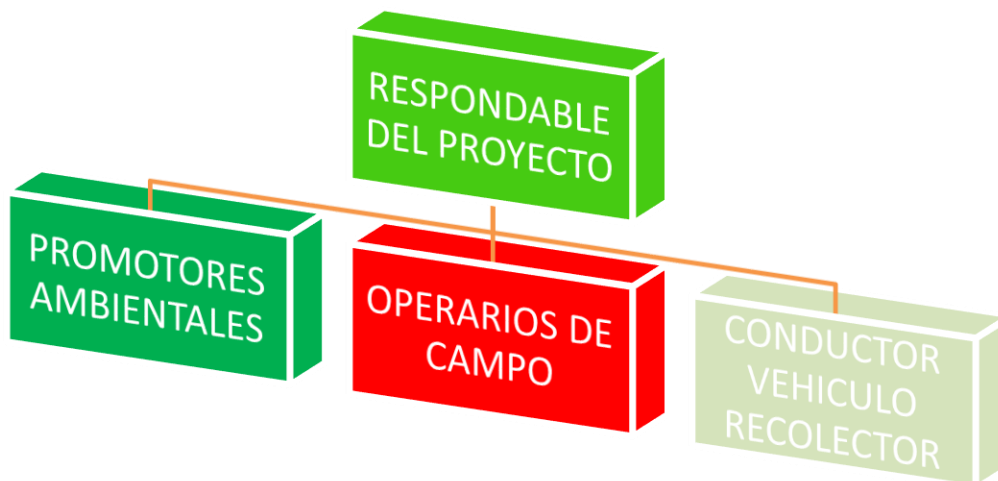 RESPONDABLE
DEL PROYECTO
PROMOTORES
AMBIENTALES
OPERARIOS DE
CAMPO
CONDUCTOR
VEHICULO
RECOLECTOR